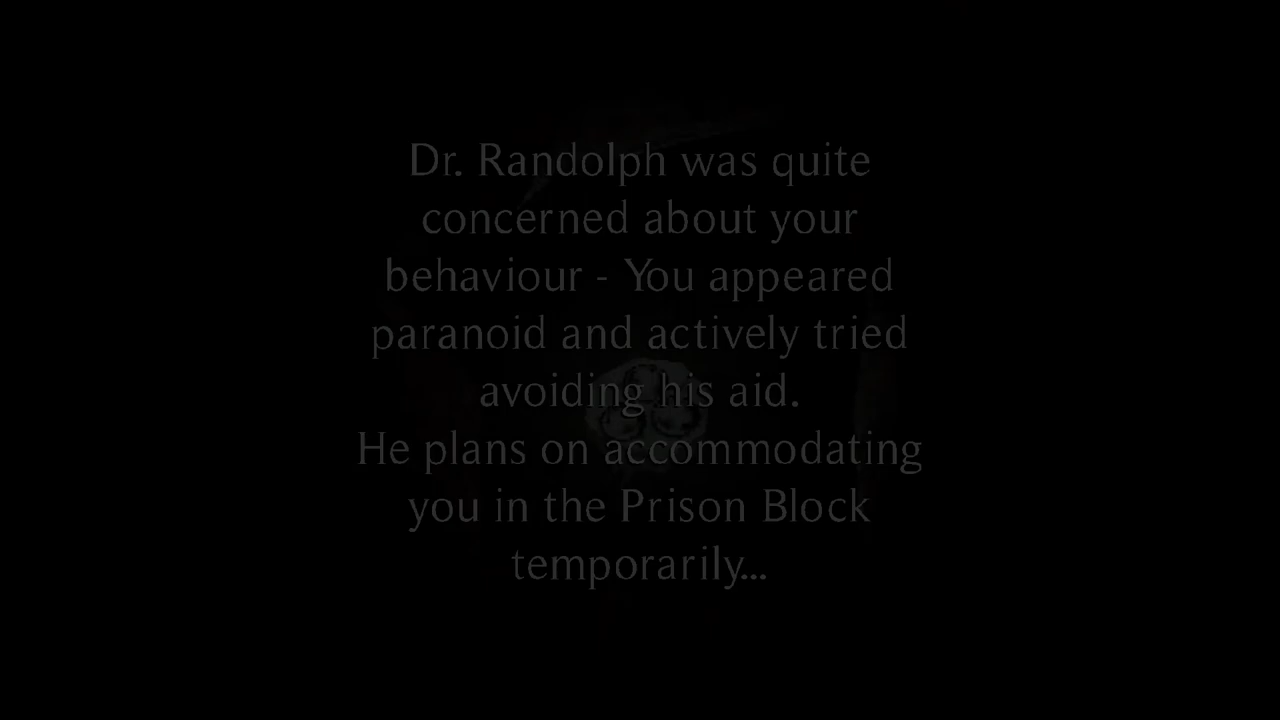 Dr. Randolph was quite
concerned about your
behaviour - You appeared
paranoid and actively tried
avoiding his aid.
He plans on accommodating
you in the Prison Block
temporarily...